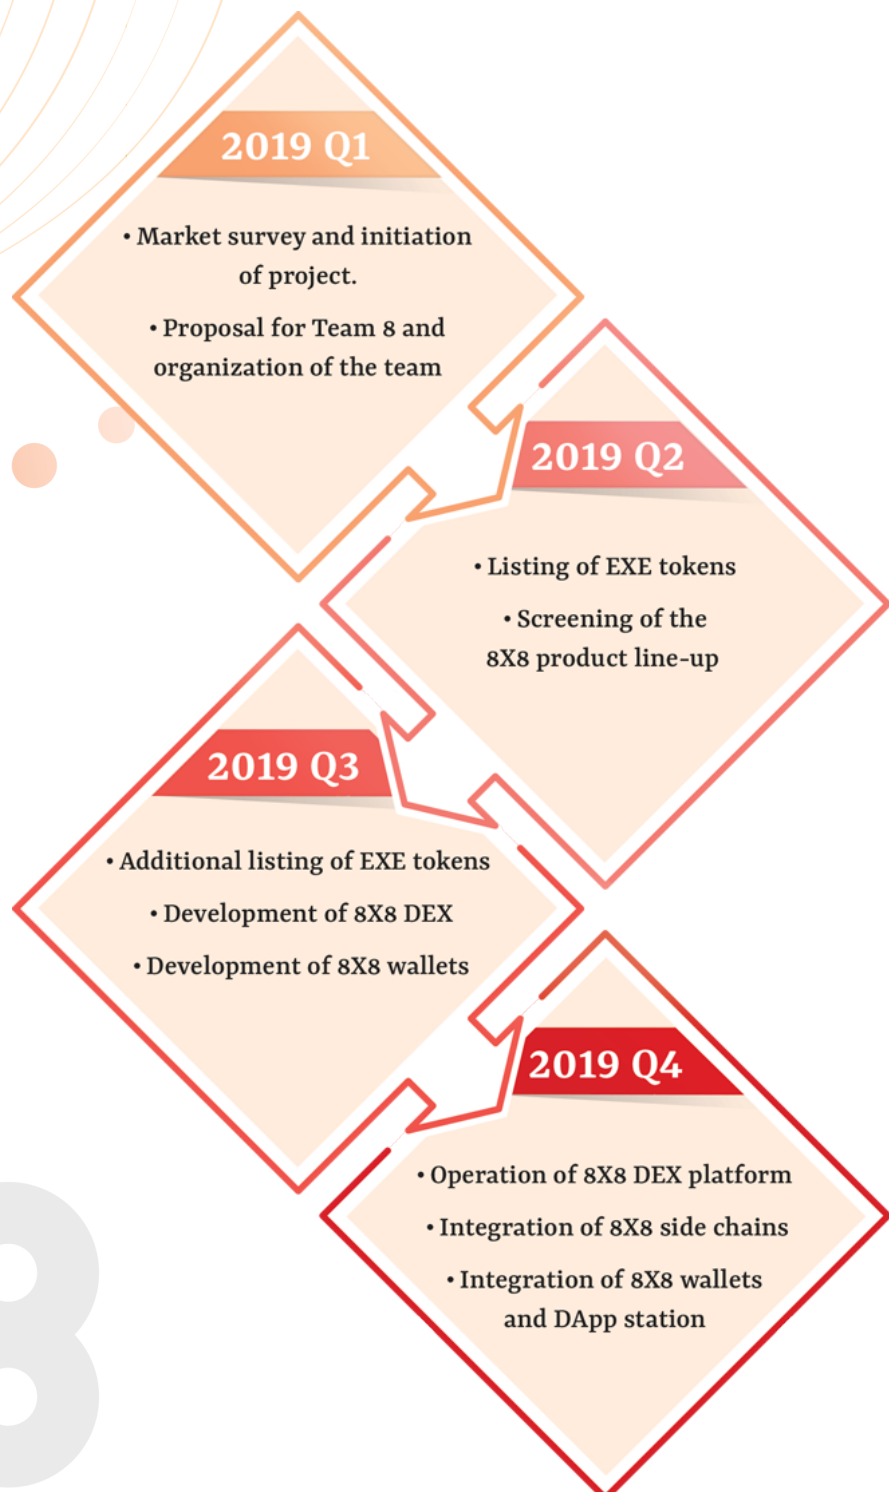 2019 Q1
• Market survey and initiation
of project.
• Proposal for Team 8 and
organization of the team
2019 Q2
• Listing of EXE tokens
• Screening of the
8X8 product line-up
2019 Q3
• Additional listing of EXE tokens
• Development of 8X8 DEX
• Development of 8X8 wallets
2019 Q4
• Operation of 8X8 DEX platform
• Integration of 8X8 side chains
• Integration of 8X8 wallets
and DApp station